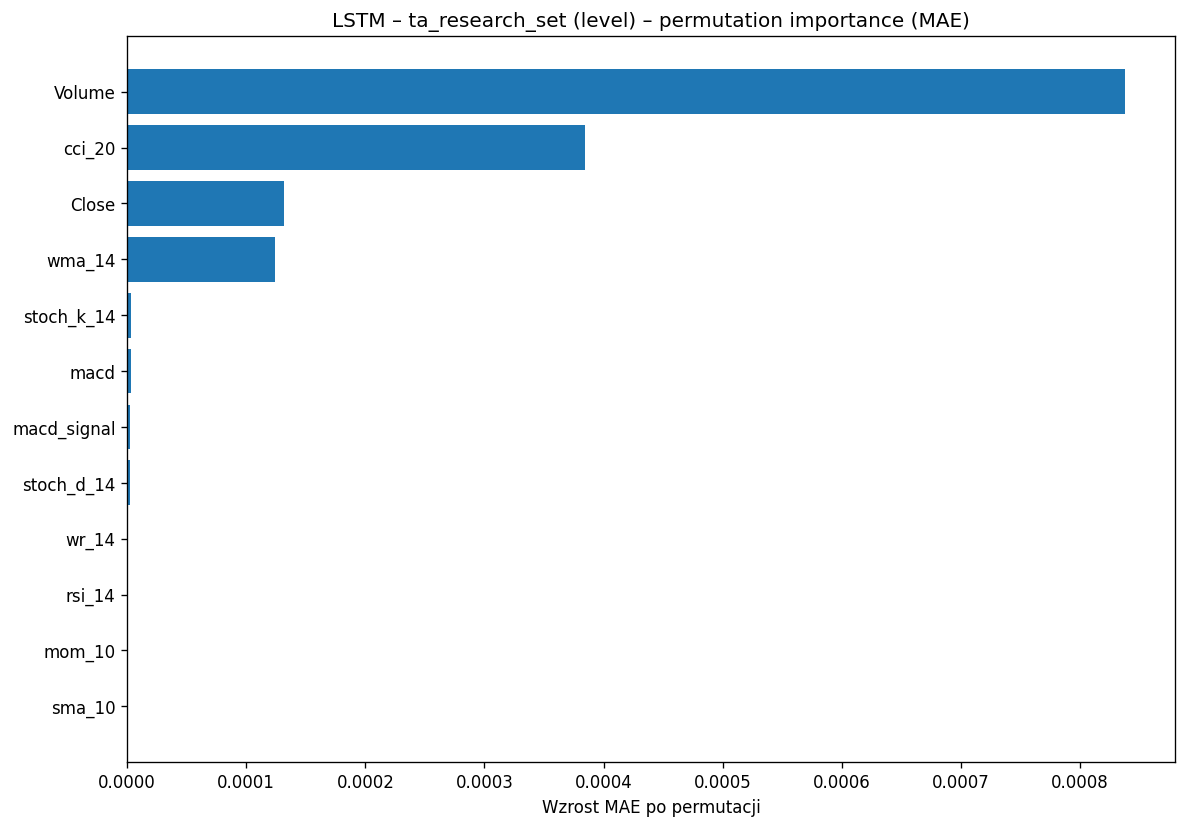 LSTM – ta_research_set (level) – permutation importance (MAE)
Volume
cci_20
Close
wma_14
stoch_k_14
macd
macd_signal
stoch_d_14
wr_14
rsi_14
mom_10
sma_10
0.0000 0.0001 0.0002 0.0003 0.0004 0.0005 0.0006 0.0007 0.0008
Wzrost MAE po permutacji